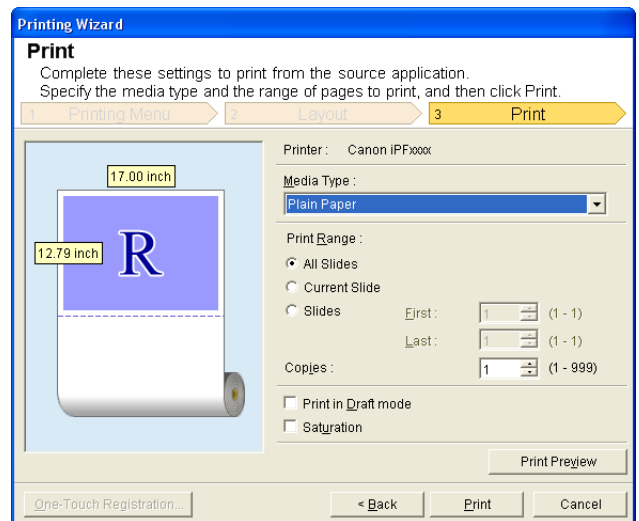 Printing Wizard
Print
Complete these settings to print from the source application.
Specify the media type and the range of pages to print, and then click Print.
1 Printing Menu 2 Layout 3 Print
Printer : Canon iPFxxxx
17.00 inch
Media Type :
Plain Paper
12.79 inch
R
Print Range :
All Slides
Current Slide
Slides First : 1 (1 - 1)
Last : 1 (1 - 1)
Copies : 1 (1 - 999)
Print in Draft mode
Saturation
Print Preview
One-Touch Registration... < Back Print Cancel